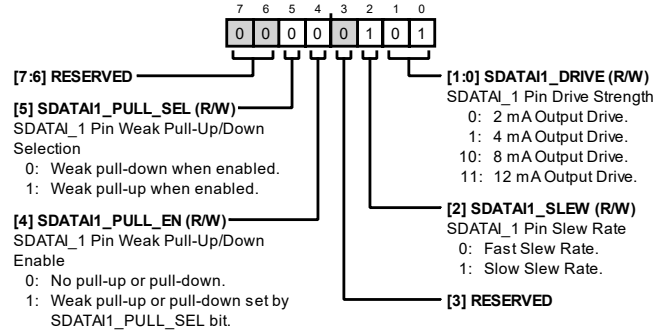 7 6 5 4 3 2 1 0
0 0 0 0 0 1 0 1
[7:6] RESERVED
[5] SDATAI1_PULL_SEL (R/W)
SDATAI_1 Pin Weak Pull-Up/Down
Selection
0: Weak pull-down when enabled.
1: Weak pull-up when enabled.
[4] SDATAI1_PULL_EN (R/W)
SDATAI_1 Pin Weak Pull-Up/Down
Enable
0: No pull-up or pull-down.
1: Weak pull-up or pull-down set by
SDATAI1_PULL_SEL bit.
[1:0] SDATAI1_DRIVE (R/W)
SDATAI_1 Pin Drive Strength
0: 2 mA Output Drive.
1: 4 mA Output Drive.
10: 8 mA Output Drive.
11: 12 mA Output Drive.
[2] SDATAI1_SLEW (R/W)
SDATAI_1 Pin Slew Rate
0: Fast Slew Rate.
1: Slow Slew Rate.
[3] RESERVED